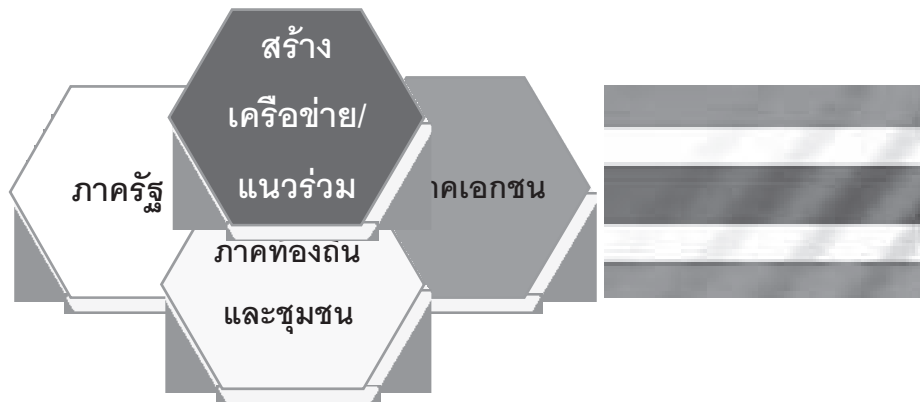 สร้าง
เครือข่าย/
แนวร่วม
ภาครัฐ
าคเอกชน
ภาคท้องถิ่น
และชุมชน